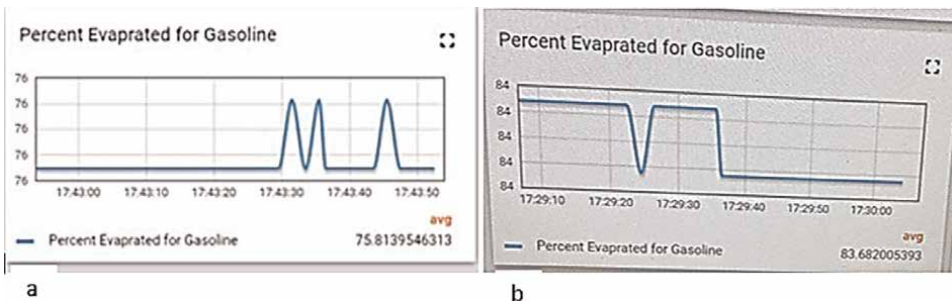 Percent Evaprated for Gasoline
76
76
76
76
76
17:43:00 17:43:10 17:43:20 17:43:30 17:43:40 17:43:50
avg
Percent Evaprated for Gasoline 75.8139546313
a
Percent Evaprated for Gasoline
84
84
84
84
84
17:29:10 17:29:20 17:29:30 17:29:40 17:29:50 17:30:00
avg
Percent Evaprated for Gasoline 83.682005393
b